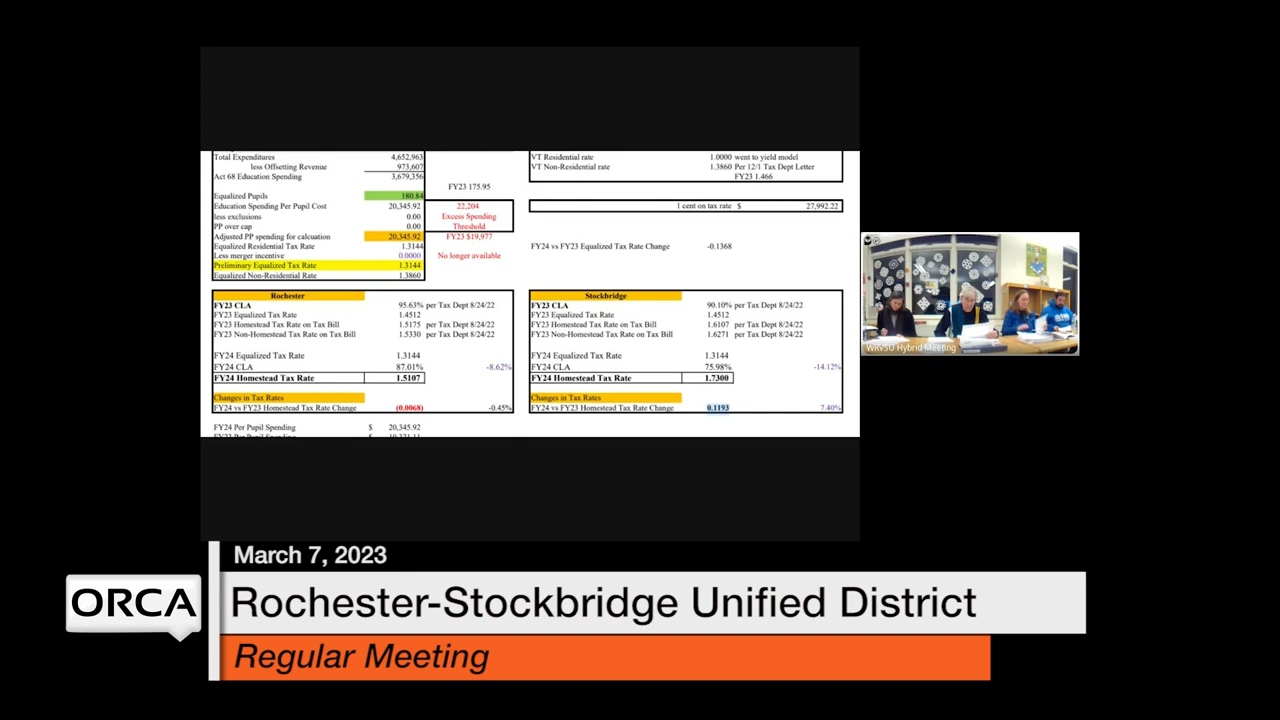 Total Expenditures 4,652,963
less Offsetting Revenue 973,607
Act 68 Education Spending 3,679,356
FY23 175.95
Equalized Pupils 180.84
Education Spending Per Pupil Cost 20,345.92 22,204
less exclusions 0.00 Excess Spending
PP over cap 0.00 Threshold
Adjusted PP spending for calcuation 20,345.92 FY23 $19,977
Equalized Residential Tax Rate 1.3144
Less merger incentive 0.0000 No longer available
Preliminary Equalized Tax Rate 1.3144
Equalized Non-Residential Rate 1.3860
VT Residential rate 1.0000 went to yield model
VT Non-Residential rate 1.3860 Per 12/1 Tax Dept Letter
FY23 1.466
1 cent on tax rate $ 27,992.22
FY24 vs FY23 Equalized Tax Rate Change -0.1368
Rochester
FY23 CLA 95.63% per Tax Dept 8/24/22
FY23 Equalized Tax Rate 1.4512
FY23 Homestead Tax Rate on Tax Bill 1.5175 per Tax Dept 8/24/22
FY23 Non-Homestead Tax Rate on Tax Bill 1.5330 per Tax Dept 8/24/22
FY24 Equalized Tax Rate 1.3144
FY24 CLA 87.01% -8.62%
FY24 Homestead Tax Rate 1.5107
Changes in Tax Rates
FY24 vs FY23 Homestead Tax Rate Change (0.0068) -0.45%
FY24 Per Pupil Spending $ 20,345.92
Stockbridge
FY23 CLA 90.10% per Tax Dept 8/24/22
FY23 Equalized Tax Rate 1.4512
FY23 Homestead Tax Rate on Tax Bill 1.6107 per Tax Dept 8/24/22
FY23 Non-Homestead Tax Rate on Tax Bill 1.6271 per Tax Dept 8/24/22
FY24 Equalized Tax Rate 1.3144
FY24 CLA 75.98% -14.12%
FY24 Homestead Tax Rate 1.7300
Changes in Tax Rates
FY24 vs FY23 Homestead Tax Rate Change 0.1193 7.40%
WRVSU Hybrid Meeting
March 7, 2023
ORCA
Rochester-Stockbridge Unified District
Regular Meeting